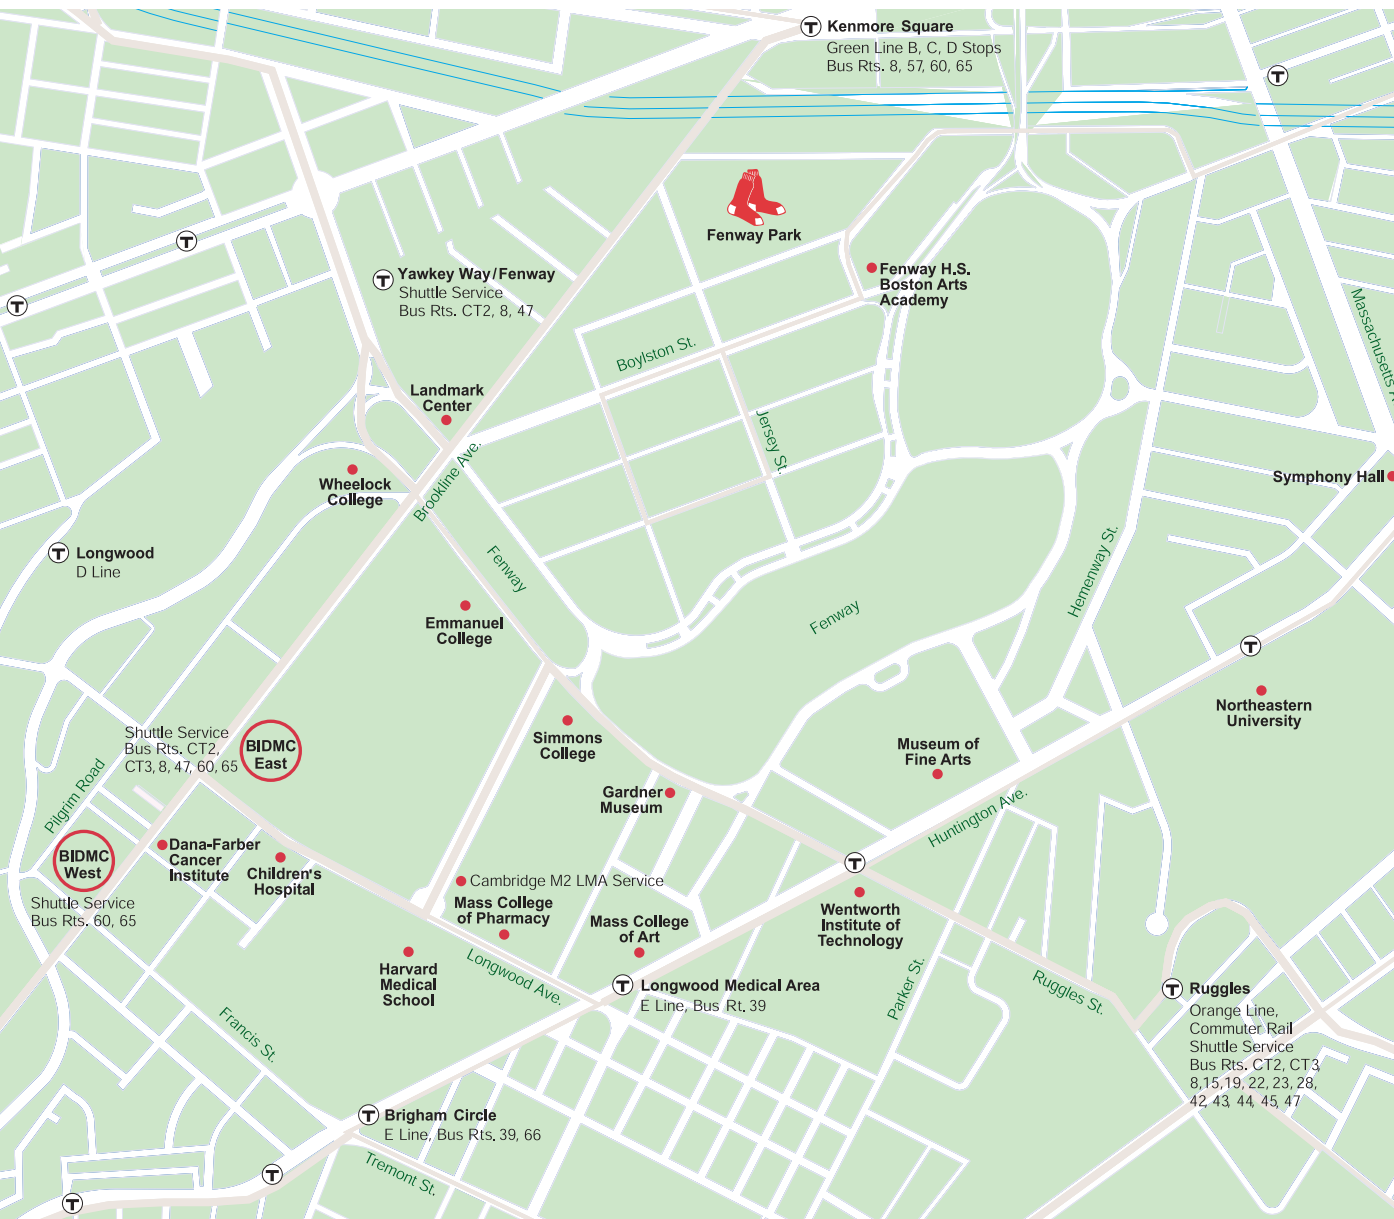 T Kenmore Square
Green Line B, C, D Stops
Bus Rts. 8, 57, 60, 65
T
T
T
Fenway Park
T Yawkey Way/Fenway
Shuttle Service
Bus Rts. CT2, 8, 47
Fenway H.S.
Boston Arts
Academy
Massachusetts A
Boylston St.
Landmark
Center
Jersey St.
Brookline Ave.
Wheelock
College
Symphony Hall
T Longwood
D Line
Fenway
Hemenway St.
Emmanuel
College
Fenway
T
Northeastern
University
Simmons
College
Shuttle Service
Bus Rts. CT2,
CT3, 8, 47, 60, 65
BIDMC
East
Museum of
Fine Arts
Pilgrim Road
Gardner
Museum
Huntington Ave.
BIDMC
West
Shuttle Service
Bus Rts. 60, 65
Dana-Farber
Cancer
Institute
Children's
Hospital
Cambridge M2 LMA Service
Mass College
of Pharmacy
Mass College
of Art
T
Wentworth
Institute of
Technology
Harvard
Medical
School
Longwood Ave.
T Longwood Medical Area
E Line, Bus Rt. 39
Parker St.
Ruggles St.
T Ruggles
Orange Line,
Commuter Rail
Shuttle Service
Bus Rts. CT2, CT3
8,15,19, 22, 23, 28,
42, 43, 44, 45, 47
Francis St.
T Brigham Circle
E Line, Bus Rts. 39, 66
Tremont St.
T
T